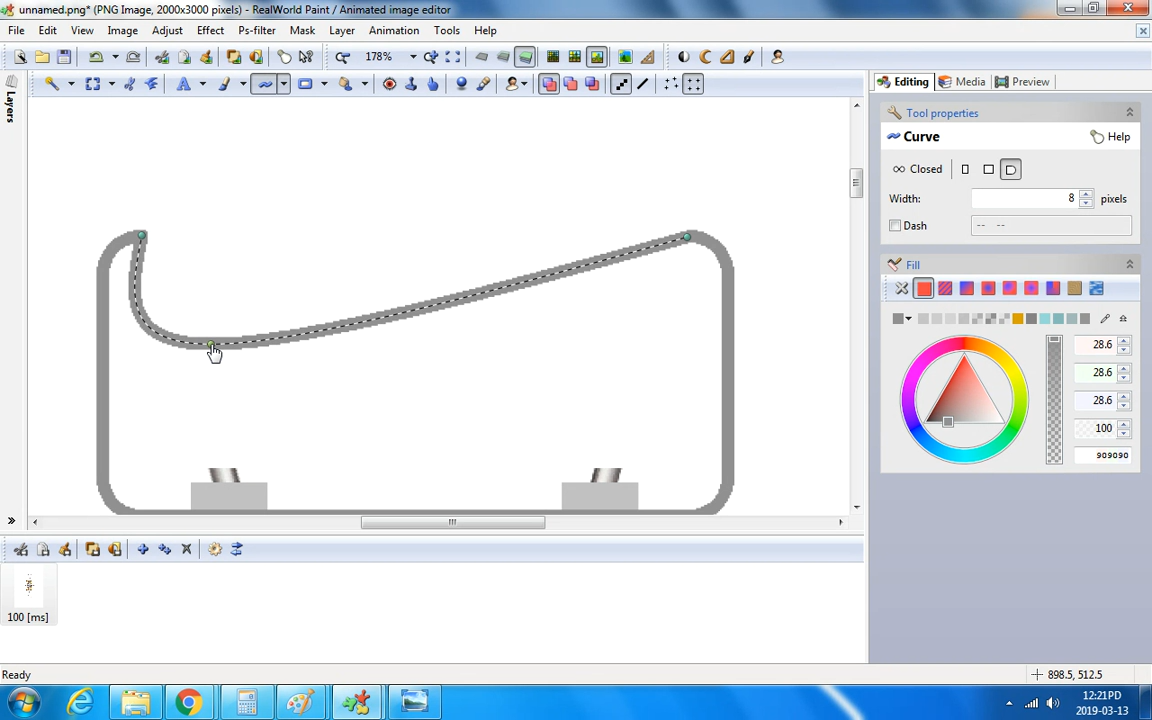 unnamed.png* (PNG Image, 2000x3000 pixels) - RealWorld Paint / Animated image editor
File Edit View Image Adjust Effect Ps-filter Mask Layer Animation Tools Help
178%
Editing Media Preview
Layers
Tool properties
Curve Help
Closed
Width: 8 pixels
Dash -- --
Fill
28.6
28.6
28.6
100
909090
100 [ms]
Ready 898.5, 512.5
12:21PD
2019-03-13